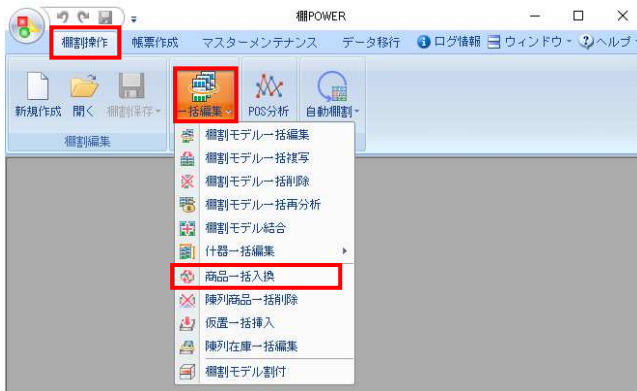 棚POWER
棚割操作 帳票作成 マスターメンテナンス データ移行 ログ情報 ウィンドウ ヘルプ
新規作成 開く 棚割保存 一括編集 POS分析 自動棚割
棚割編集
棚割モデル一括編集
棚割モデル一括複写
棚割モデル一括削除
棚割モデル一括再分析
棚割モデル結合
什器一括編集
商品一括入換
陳列商品一括削除
仮置一括挿入
陳列在庫一括編集
棚割モデル割付